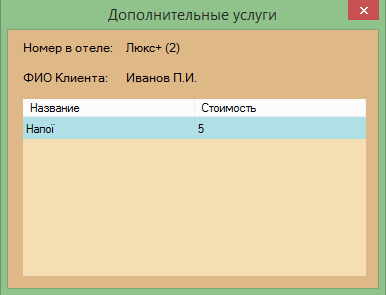 Дополнительные услуги
Номер в отеле: Люкс+ (2)
ФИО Клиента: Иванов П.И.
Название Стоимость
Напої 5